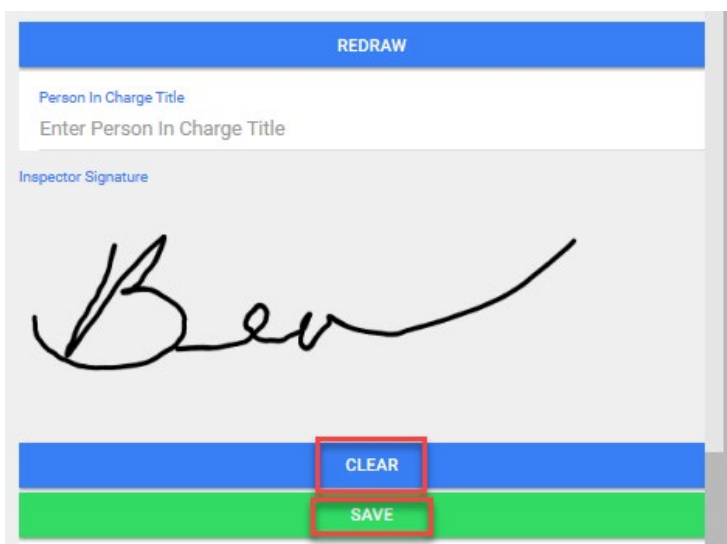 REDRAW
Person In Charge Title
Enter Person In Charge Title
Inspector Signature
CLEAR
SAVE